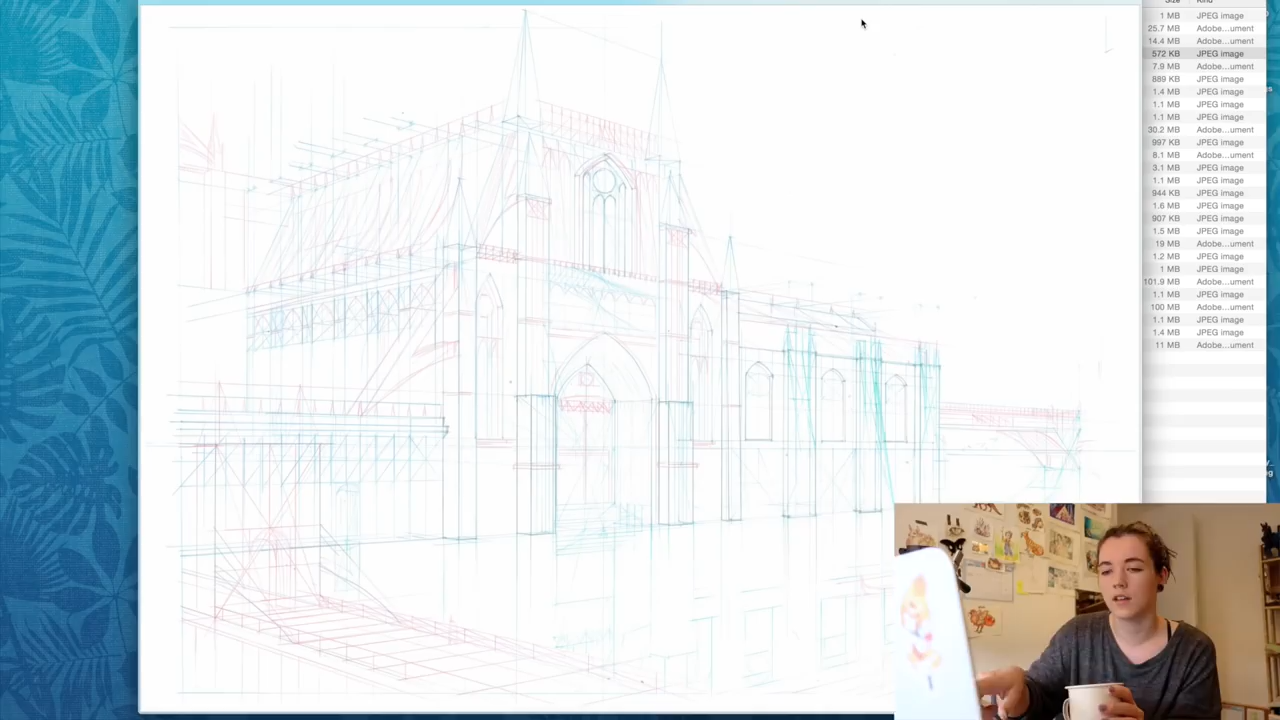 Size Kind
1 MB JPEG image
25.7 MB Adobe...ument
14.4 MB Adobe...ument
572 KB JPEG image
7.9 MB Adobe...ument
889 KB JPEG image
1.4 MB JPEG image
1.1 MB JPEG image
1.1 MB JPEG image
30.2 MB Adobe...ument
997 KB JPEG image
8.1 MB Adobe...ument
3.1 MB JPEG image
1.1 MB JPEG image
944 KB JPEG image
1.6 MB JPEG image
907 KB JPEG image
1.5 MB JPEG image
19 MB Adobe...ument
1.2 MB JPEG image
1 MB JPEG image
101.9 MB Adobe...ument
1.1 MB JPEG image
100 MB Adobe...ument
1.1 MB JPEG image
1.4 MB JPEG image
11 MB Adobe...ument